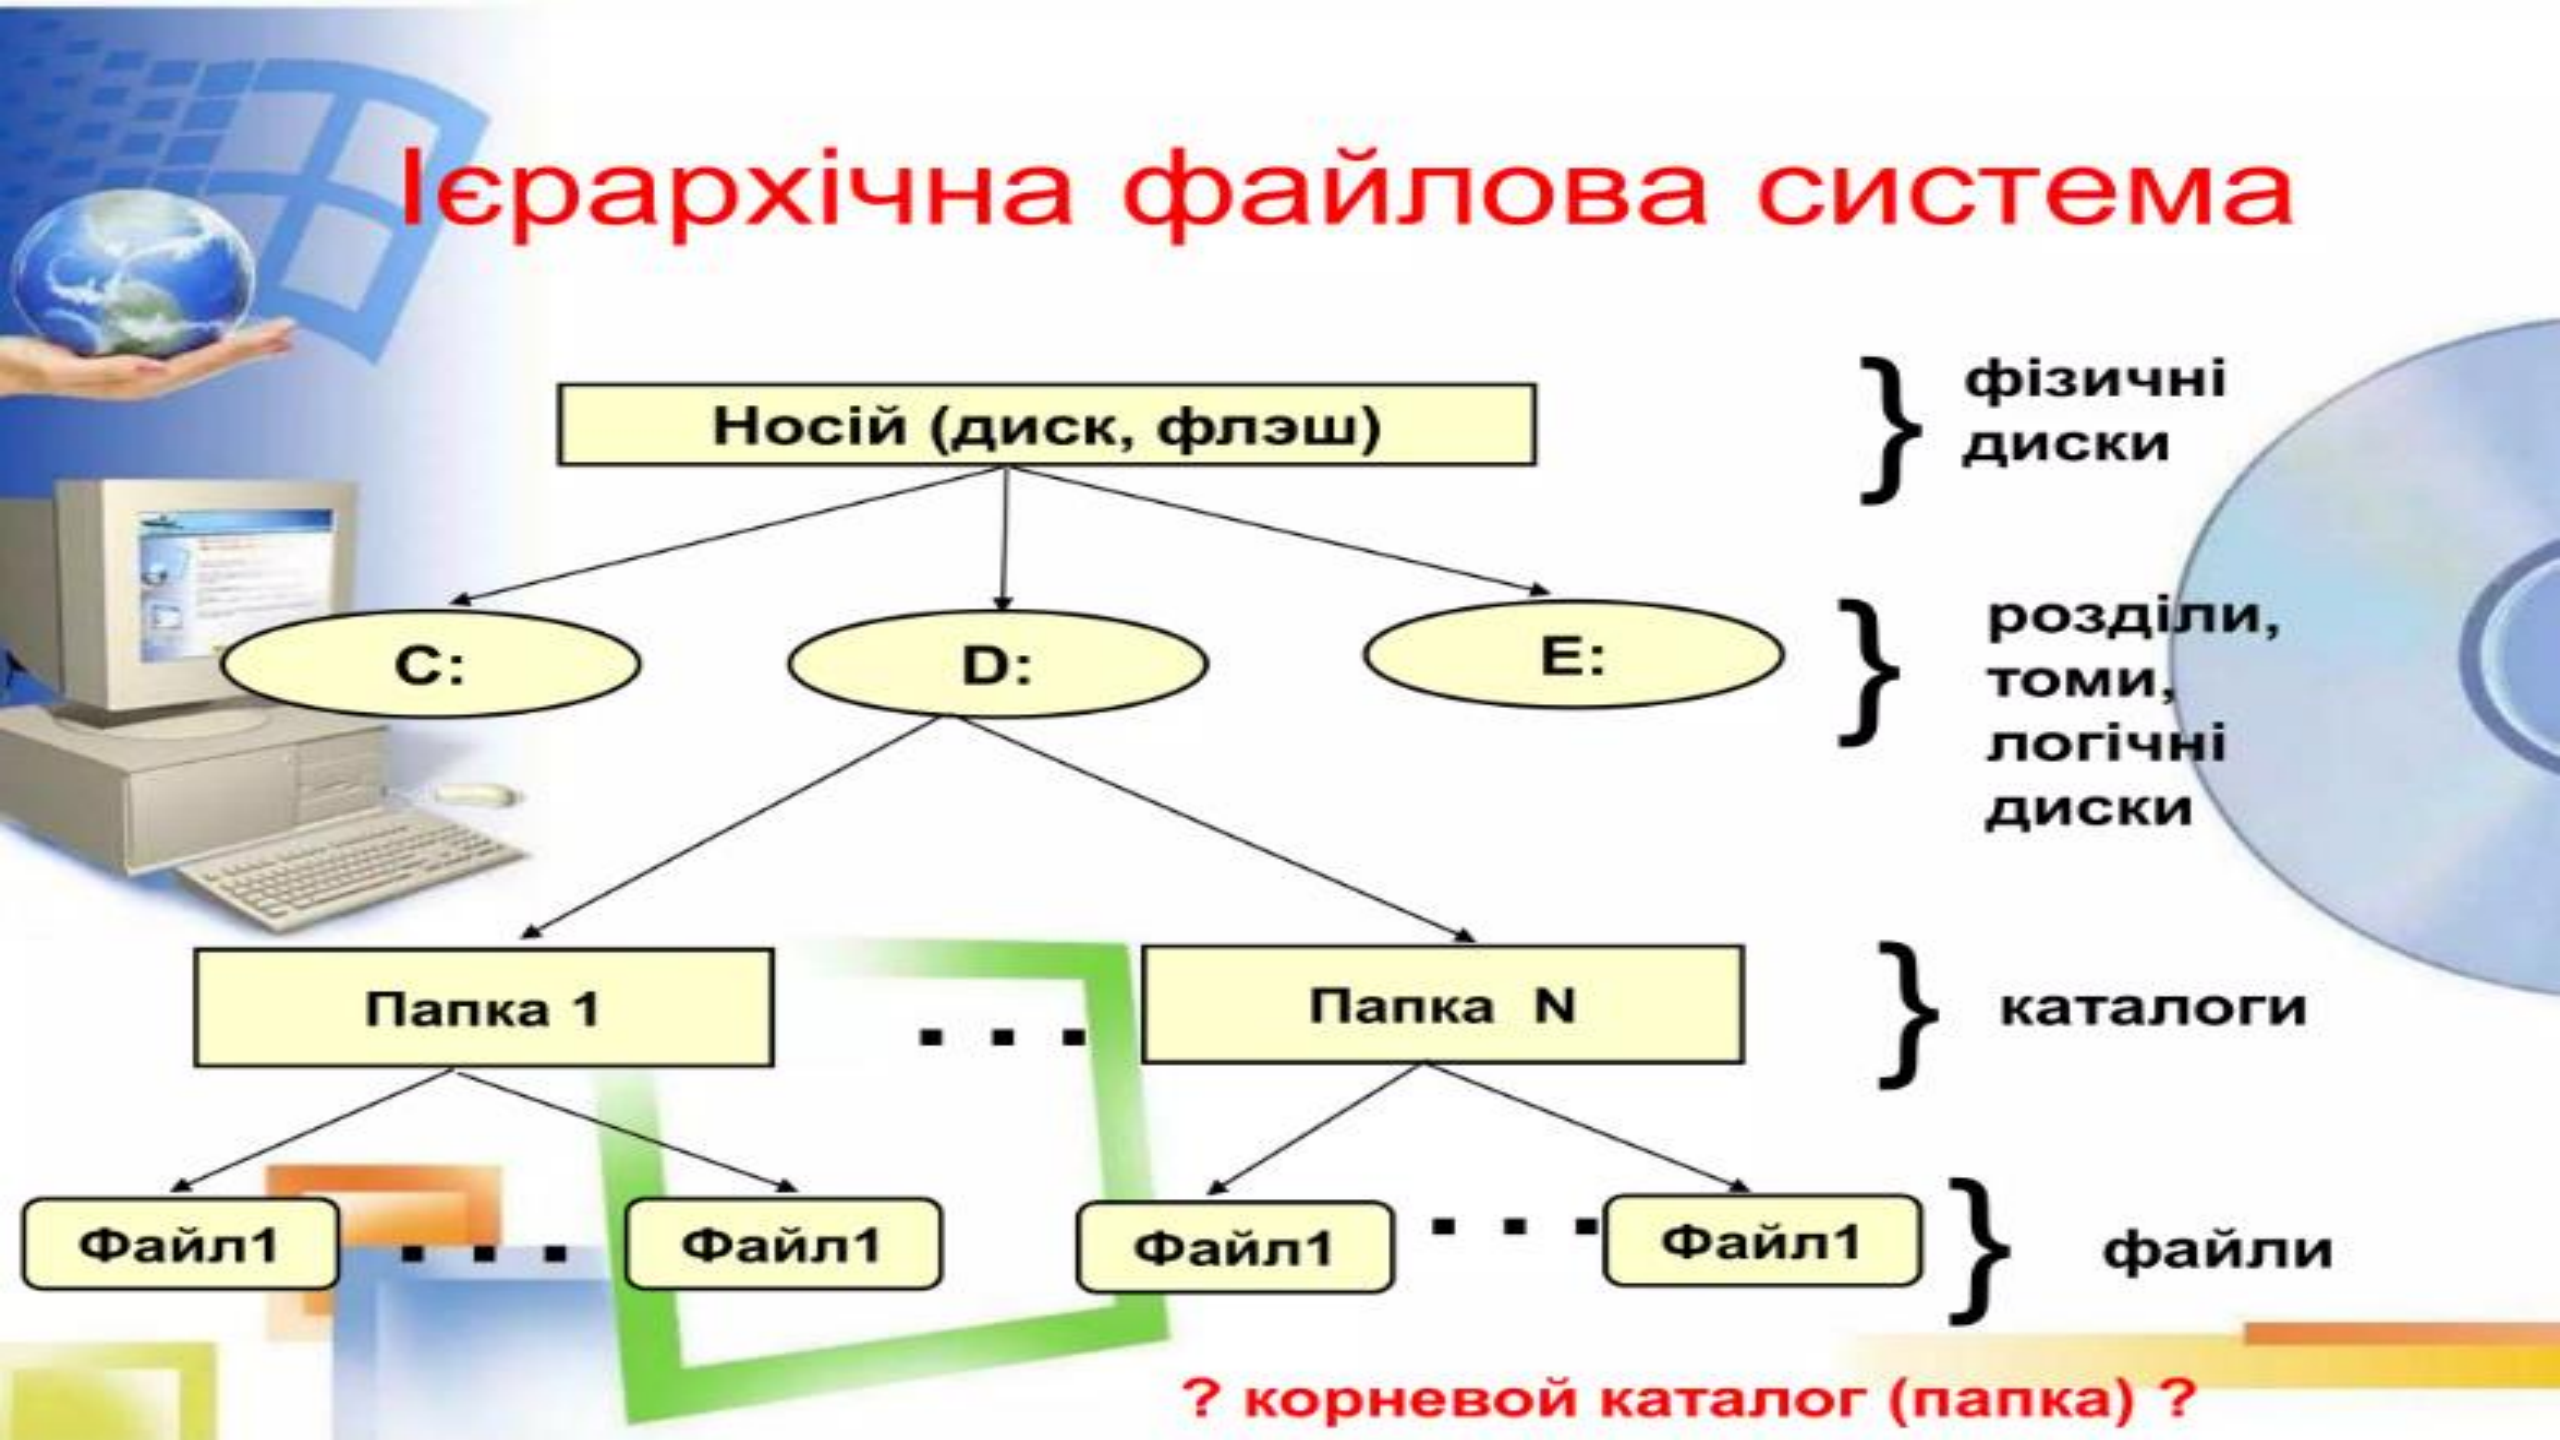 Ієрархічна файлова система
Носій (диск, флэш)
фізичні
диски
C:
D:
E:
розділи,
томи,
логічні
диски
Папка 1
. . .
Папка N
каталоги
Файл1
. . .
Файл1
Файл1
. . .
Файл1
файли
? корневой каталог (папка) ?